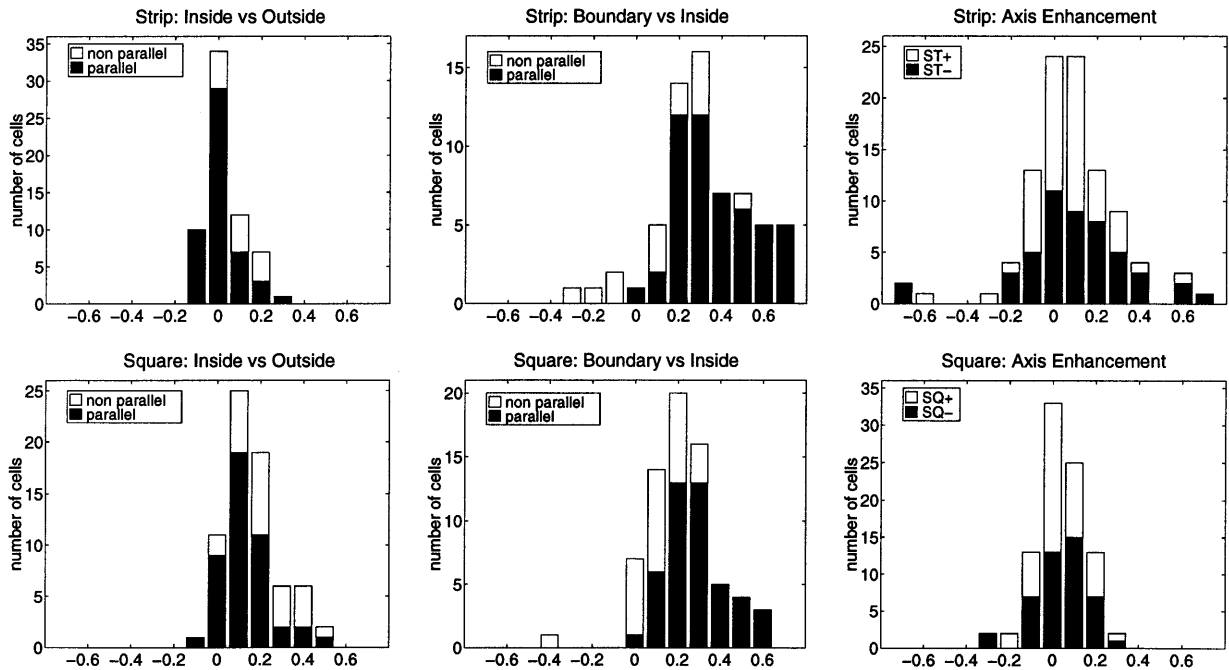 Strip: Inside vs Outside
35
30
25
20
15
10
5
0
number of cells
non parallel
parallel
−0.6 −0.4 −0.2 0 0.2 0.4 0.6
Strip: Boundary vs Inside
15
10
5
0
number of cells
non parallel
parallel
−0.6 −0.4 −0.2 0 0.2 0.4 0.6
Strip: Axis Enhancement
25
20
15
10
5
0
number of cells
ST+
ST−
−0.6 −0.4 −0.2 0 0.2 0.4 0.6
Square: Inside vs Outside
25
20
15
10
5
0
number of cells
non parallel
parallel
−0.6 −0.4 −0.2 0 0.2 0.4 0.6
Square: Boundary vs Inside
20
15
10
5
0
number of cells
non parallel
parallel
−0.6 −0.4 −0.2 0 0.2 0.4 0.6
Square: Axis Enhancement
35
30
25
20
15
10
5
0
number of cells
SQ+
SQ−
−0.6 −0.4 −0.2 0 0.2 0.4 0.6